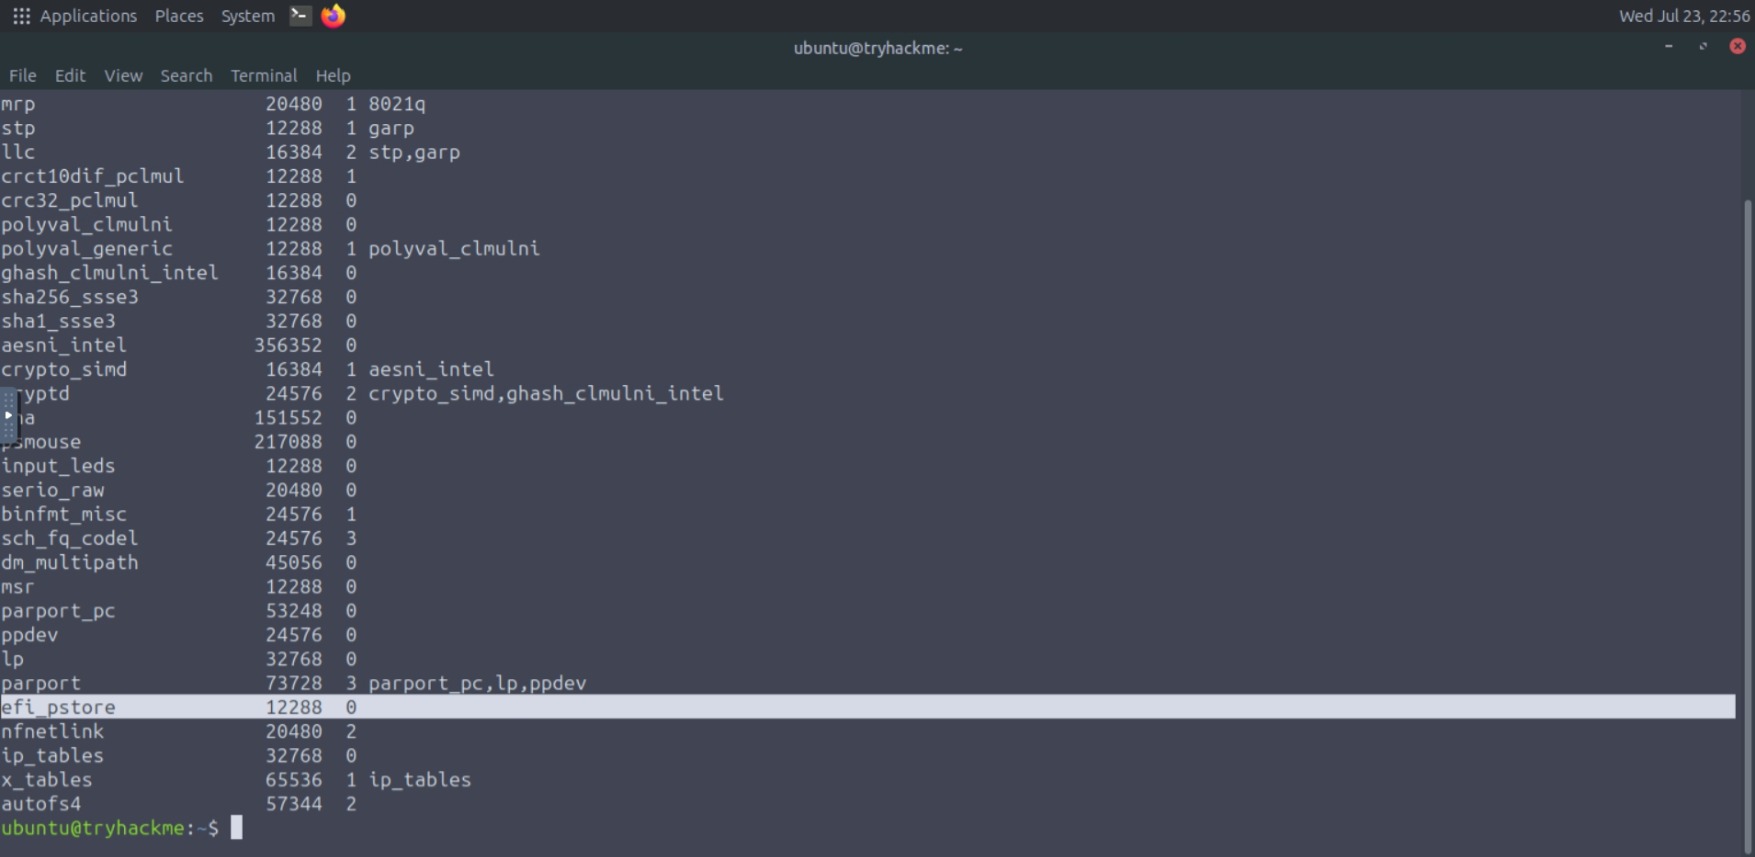 Applications Places System Wed Jul 23, 22:56
ubuntu@tryhackme: ~
File Edit View Search Terminal Help
mrp 20480 1 8021q
stp 12288 1 garp
llc 16384 2 stp,garp
crct10dif_pclmul 12288 1
crc32_pclmul 12288 0
polyval_clmulni 12288 0
polyval_generic 12288 1 polyval_clmulni
ghash_clmulni_intel 16384 0
sha256_ssse3 32768 0
sha1_ssse3 32768 0
aesni_intel 356352 0
crypto_simd 16384 1 aesni_intel
yptd 24576 2 crypto_simd,ghash_clmulni_intel
a 151552 0
smouse 217088 0
input_leds 12288 0
serio_raw 20480 0
binfmt_misc 24576 1
sch_fq_codel 24576 3
dm_multipath 45056 0
msr 12288 0
parport_pc 53248 0
ppdev 24576 0
lp 32768 0
parport 73728 3 parport_pc,lp,ppdev
efi_pstore 12288 0
nfnetlink 20480 2
ip_tables 32768 0
x_tables 65536 1 ip_tables
autofs4 57344 2
ubuntu@tryhackme:~$